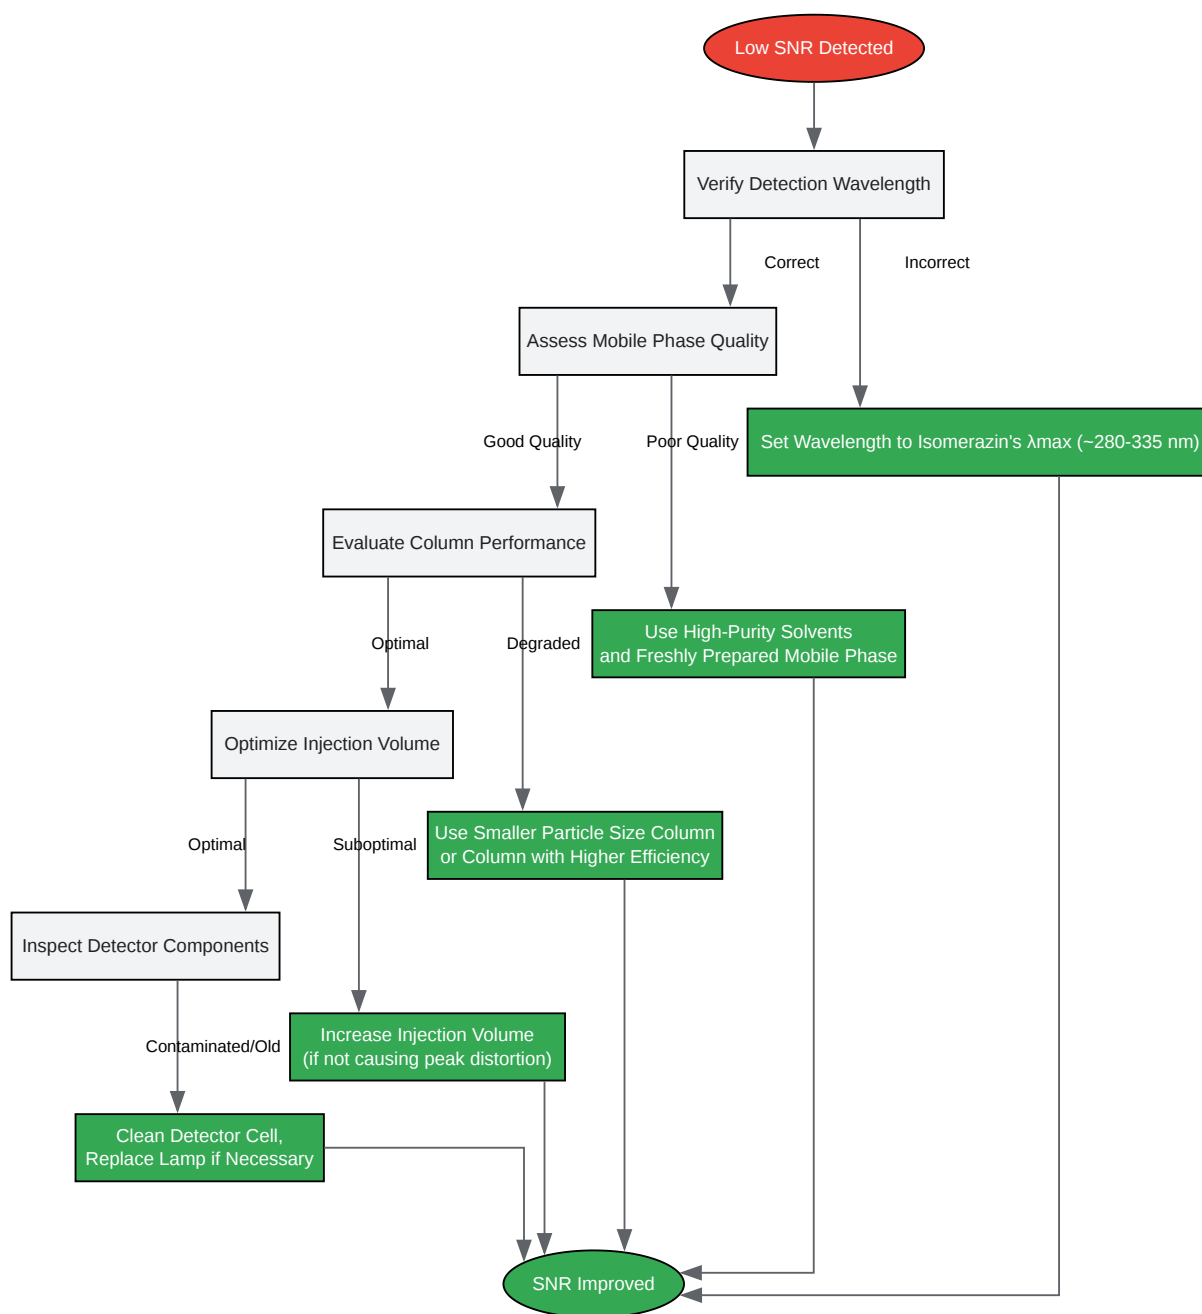 Low SNR Detected
Verify Detection Wavelength
Correct
Incorrect
Assess Mobile Phase Quality
Good Quality
Poor Quality
Set Wavelength to Isomerazin's λmax (~280-335 nm)
Evaluate Column Performance
Optimal
Degraded
Use High-Purity Solvents
and Freshly Prepared Mobile Phase
Optimize Injection Volume
Optimal
Suboptimal
Use Smaller Particle Size Column
or Column with Higher Efficiency
Inspect Detector Components
Contaminated/Old
Increase Injection Volume
(if not causing peak distortion)
Clean Detector Cell,
Replace Lamp if Necessary
SNR Improved